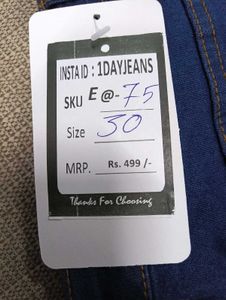 INSTA ID : 1DAYJEANS
SKU E @- 75
Size 30
MRP. Rs. 499 /-
Thanks For Choosing